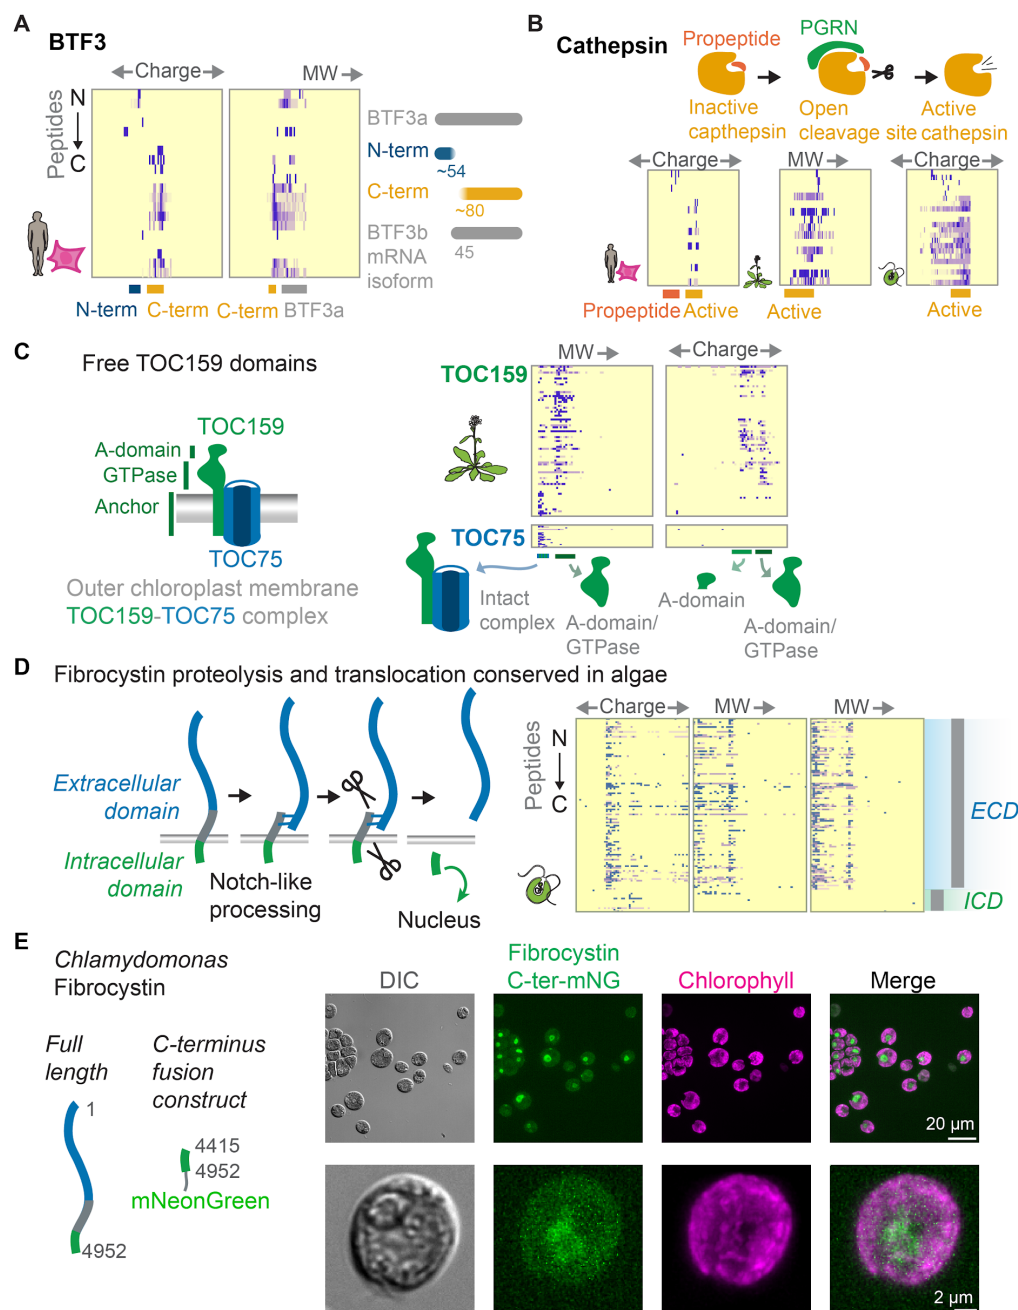 A
BTF3
Charge
MW
Peptides
N
C
BTF3a
N-term
~54
C-term
~80
BTF3b
mRNA
isoform
45
N-term
C-term
C-term
BTF3a
B
Cathepsin
Propeptide
PGRN
Inactive
capthepsin
Open
cleavage site
Active
cathepsin
Charge
MW
Charge
Propeptide
Active
Active
Active
C
Free TOC159 domains
TOC159
A-domain
GTPase
Anchor
TOC75
Outer chloroplast membrane
TOC159-TOC75 complex
MW
Charge
TOC159
TOC75
Intact
complex
A-domain/
GTPase
A-domain
A-domain/
GTPase
D
Fibrocystin proteolysis and translocation conserved in algae
Extracellular
domain
Intracellular
domain
Notch-like
processing
Nucleus
Charge
MW
MW
Peptides
N
C
ECD
ICD
E
Chlamydomonas
Fibrocystin
Full
length
1
4952
C-terminus
fusion
construct
4415
4952
mNeonGreen
DIC
Fibrocystin
C-ter-mNG
Chlorophyll
Merge
20 µm
2 µm